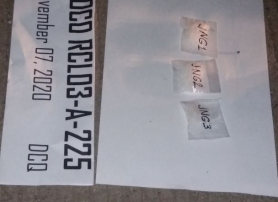 DCO RCL03-A-225
vember 07, 2020
DCQ
JNG1
JNG2
JNG3